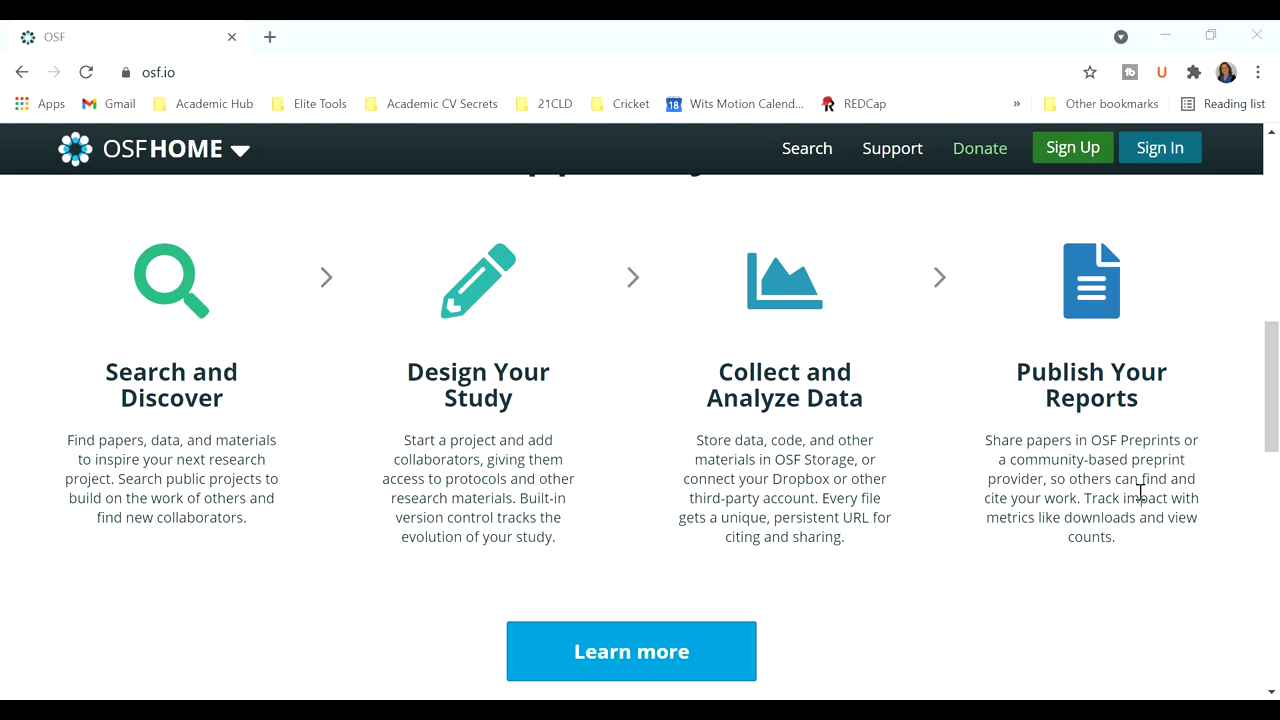 OSF
osf.io
Apps
Gmail
Academic Hub
Elite Tools
Academic CV Secrets
21CLD
Cricket
18
Wits Motion Calend...
REDCap
»
Other bookmarks
Reading list
OSFHOME
Search
Support
Donate
Sign Up
Sign In
Search and
Discover
Find papers, data, and materials
to inspire your next research
project. Search public projects to
build on the work of others and
find new collaborators.
Design Your
Study
Start a project and add
collaborators, giving them
access to protocols and other
research materials. Built-in
version control tracks the
evolution of your study.
Collect and
Analyze Data
Store data, code, and other
materials in OSF Storage, or
connect your Dropbox or other
third-party account. Every file
gets a unique, persistent URL for
citing and sharing.
Publish Your
Reports
Share papers in OSF Preprints or
a community-based preprint
provider, so others can find and
cite your work. Track impact with
metrics like downloads and view
counts.
Learn more